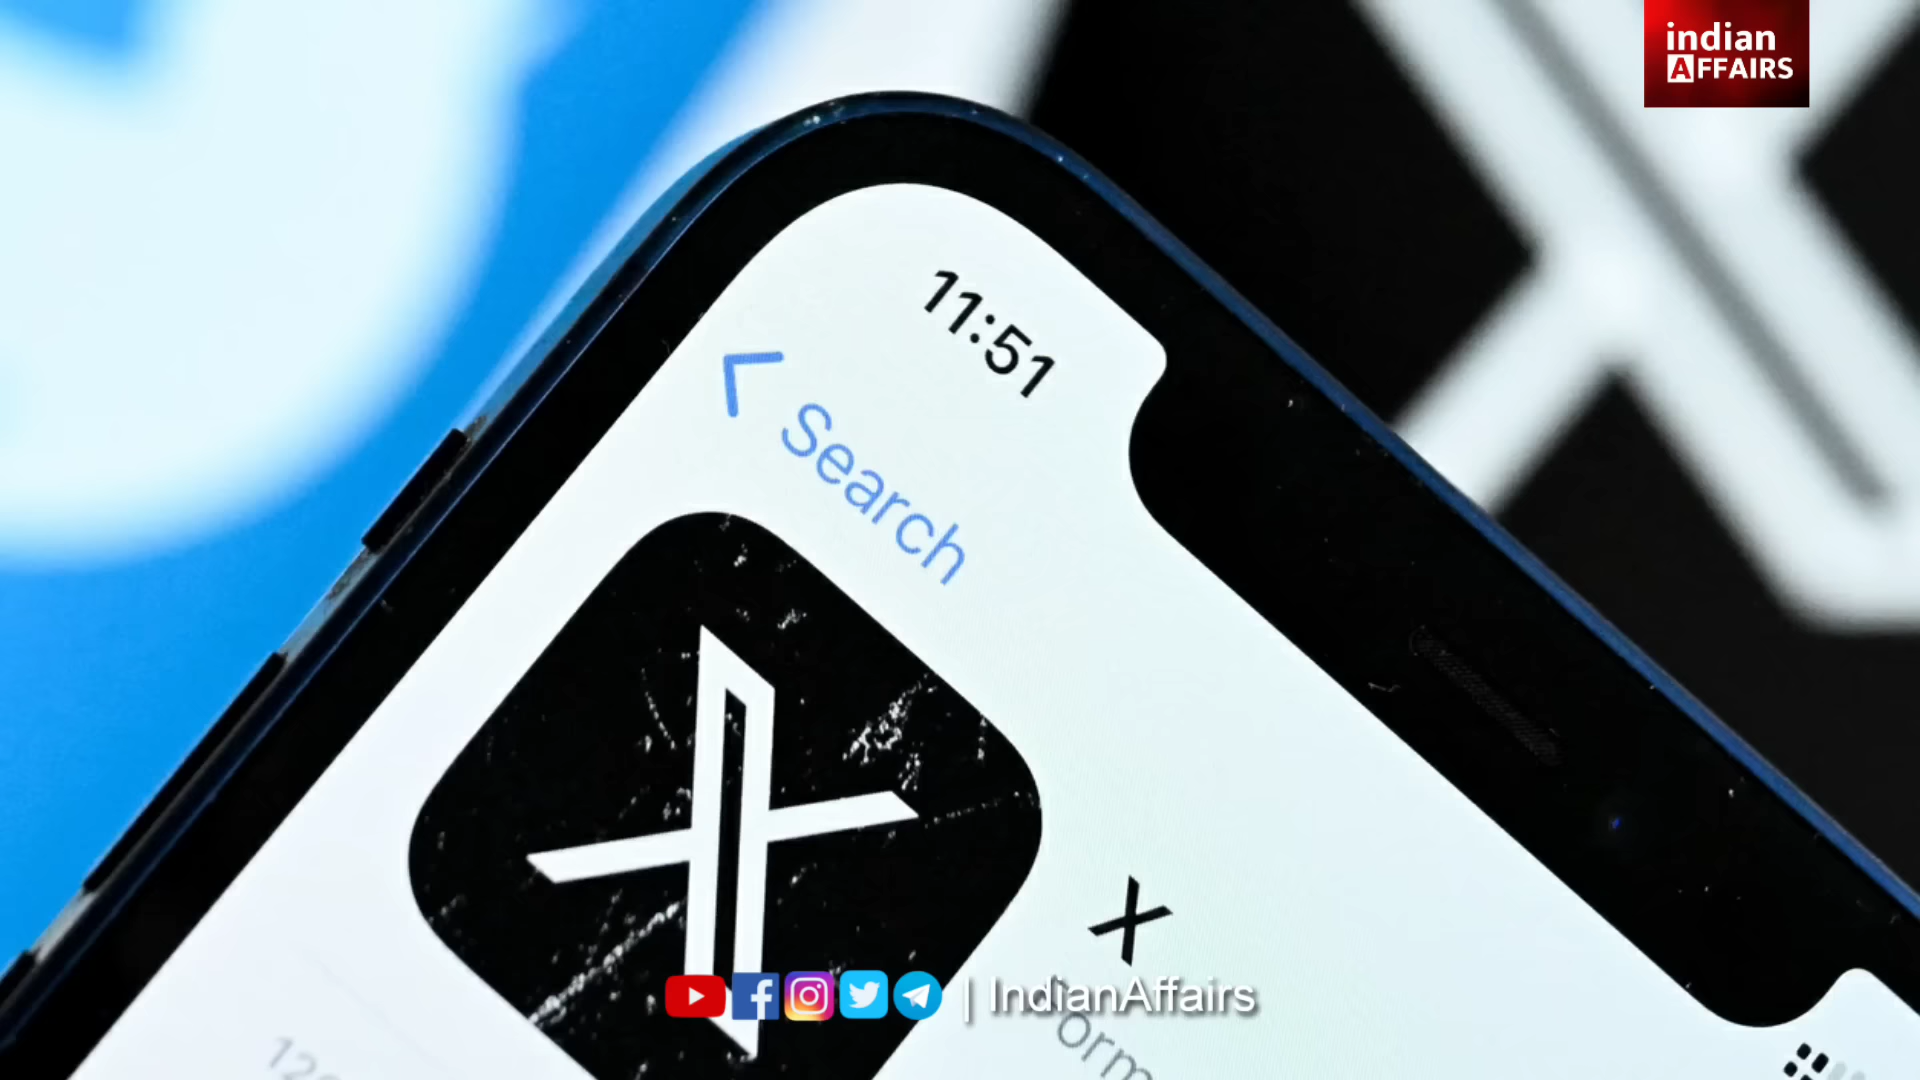 indian
AFFAIRS
11:51
Search
X
| IndianAffairs